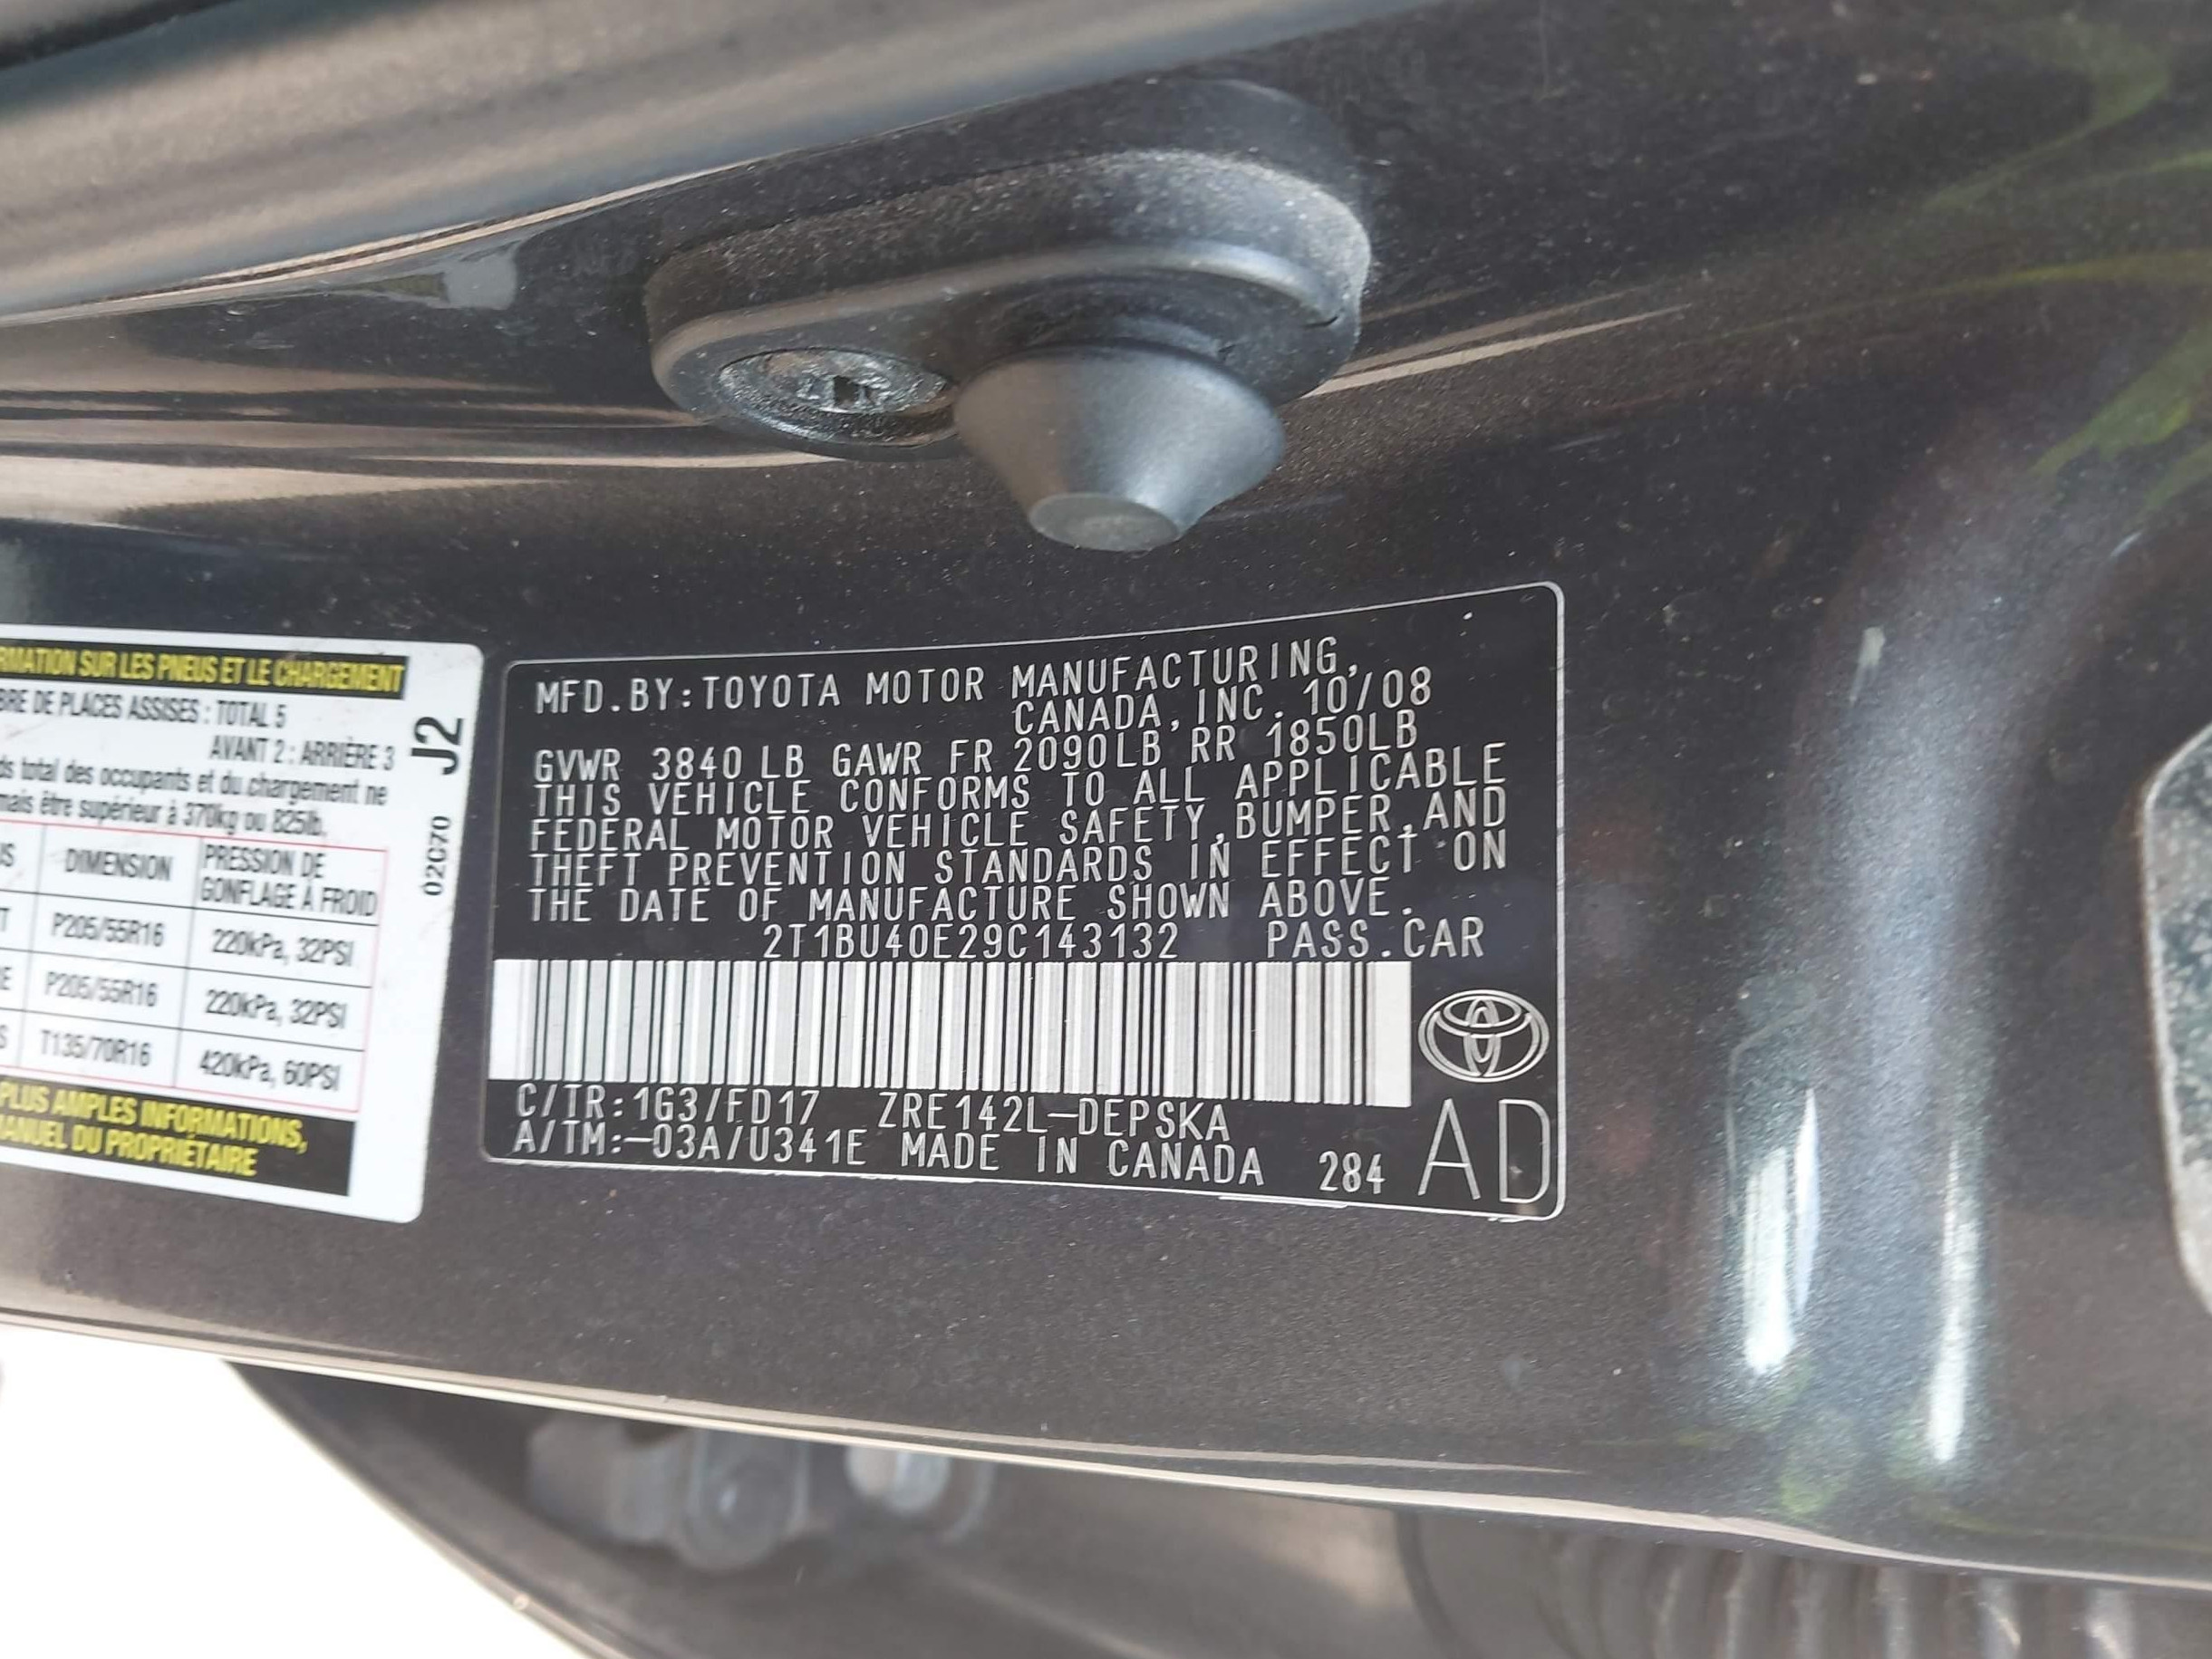 RMATION SUR LES PNEUS ET LE CHARGEMENT
BRE DE PLACES ASSISES : TOTAL 5
AVANT 2 : ARRIÈRE 3
ds total des occupants et du chargement ne
mais être supérieur à 370kg ou 825lb.
US DIMENSION PRESSION DE
GONFLAGE À FROID
T P205/55R16 220kPa, 32PSI
E P205/55R16 220kPa, 32PSI
S T135/70R16 420kPa, 60PSI
PLUS AMPLES INFORMATIONS,
ANUEL DU PROPRIÉTAIRE
J2
02C70
MFD.BY:TOYOTA MOTOR MANUFACTURING,
CANADA,INC. 10/08
GVWR 3840 LB GAWR FR 2090LB RR 1850LB
THIS VEHICLE CONFORMS TO ALL APPLICABLE
FEDERAL MOTOR VEHICLE SAFETY,BUMPER,AND
THEFT PREVENTION STANDARDS IN EFFECT ON
THE DATE OF MANUFACTURE SHOWN ABOVE.
2T1BU40E29C143132 PASS.CAR
C/TR:1G3/FD17 ZRE142L-DEPSKA
A/TM:-03A/U341E MADE IN CANADA 284
AD